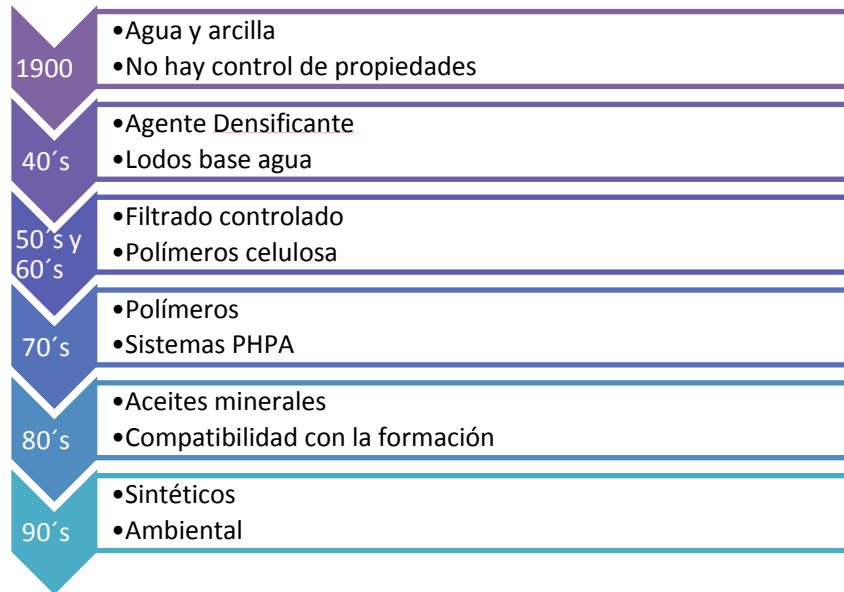 1900
•Agua y arcilla
•No hay control de propiedades
40´s
•Agente Densificante
•Lodos base agua
50´s y
60´s
•Filtrado controlado
•Polímeros celulosa
70´s
•Polímeros
•Sistemas PHPA
80´s
•Aceites minerales
•Compatibilidad con la formación
90´s
•Sintéticos
•Ambiental